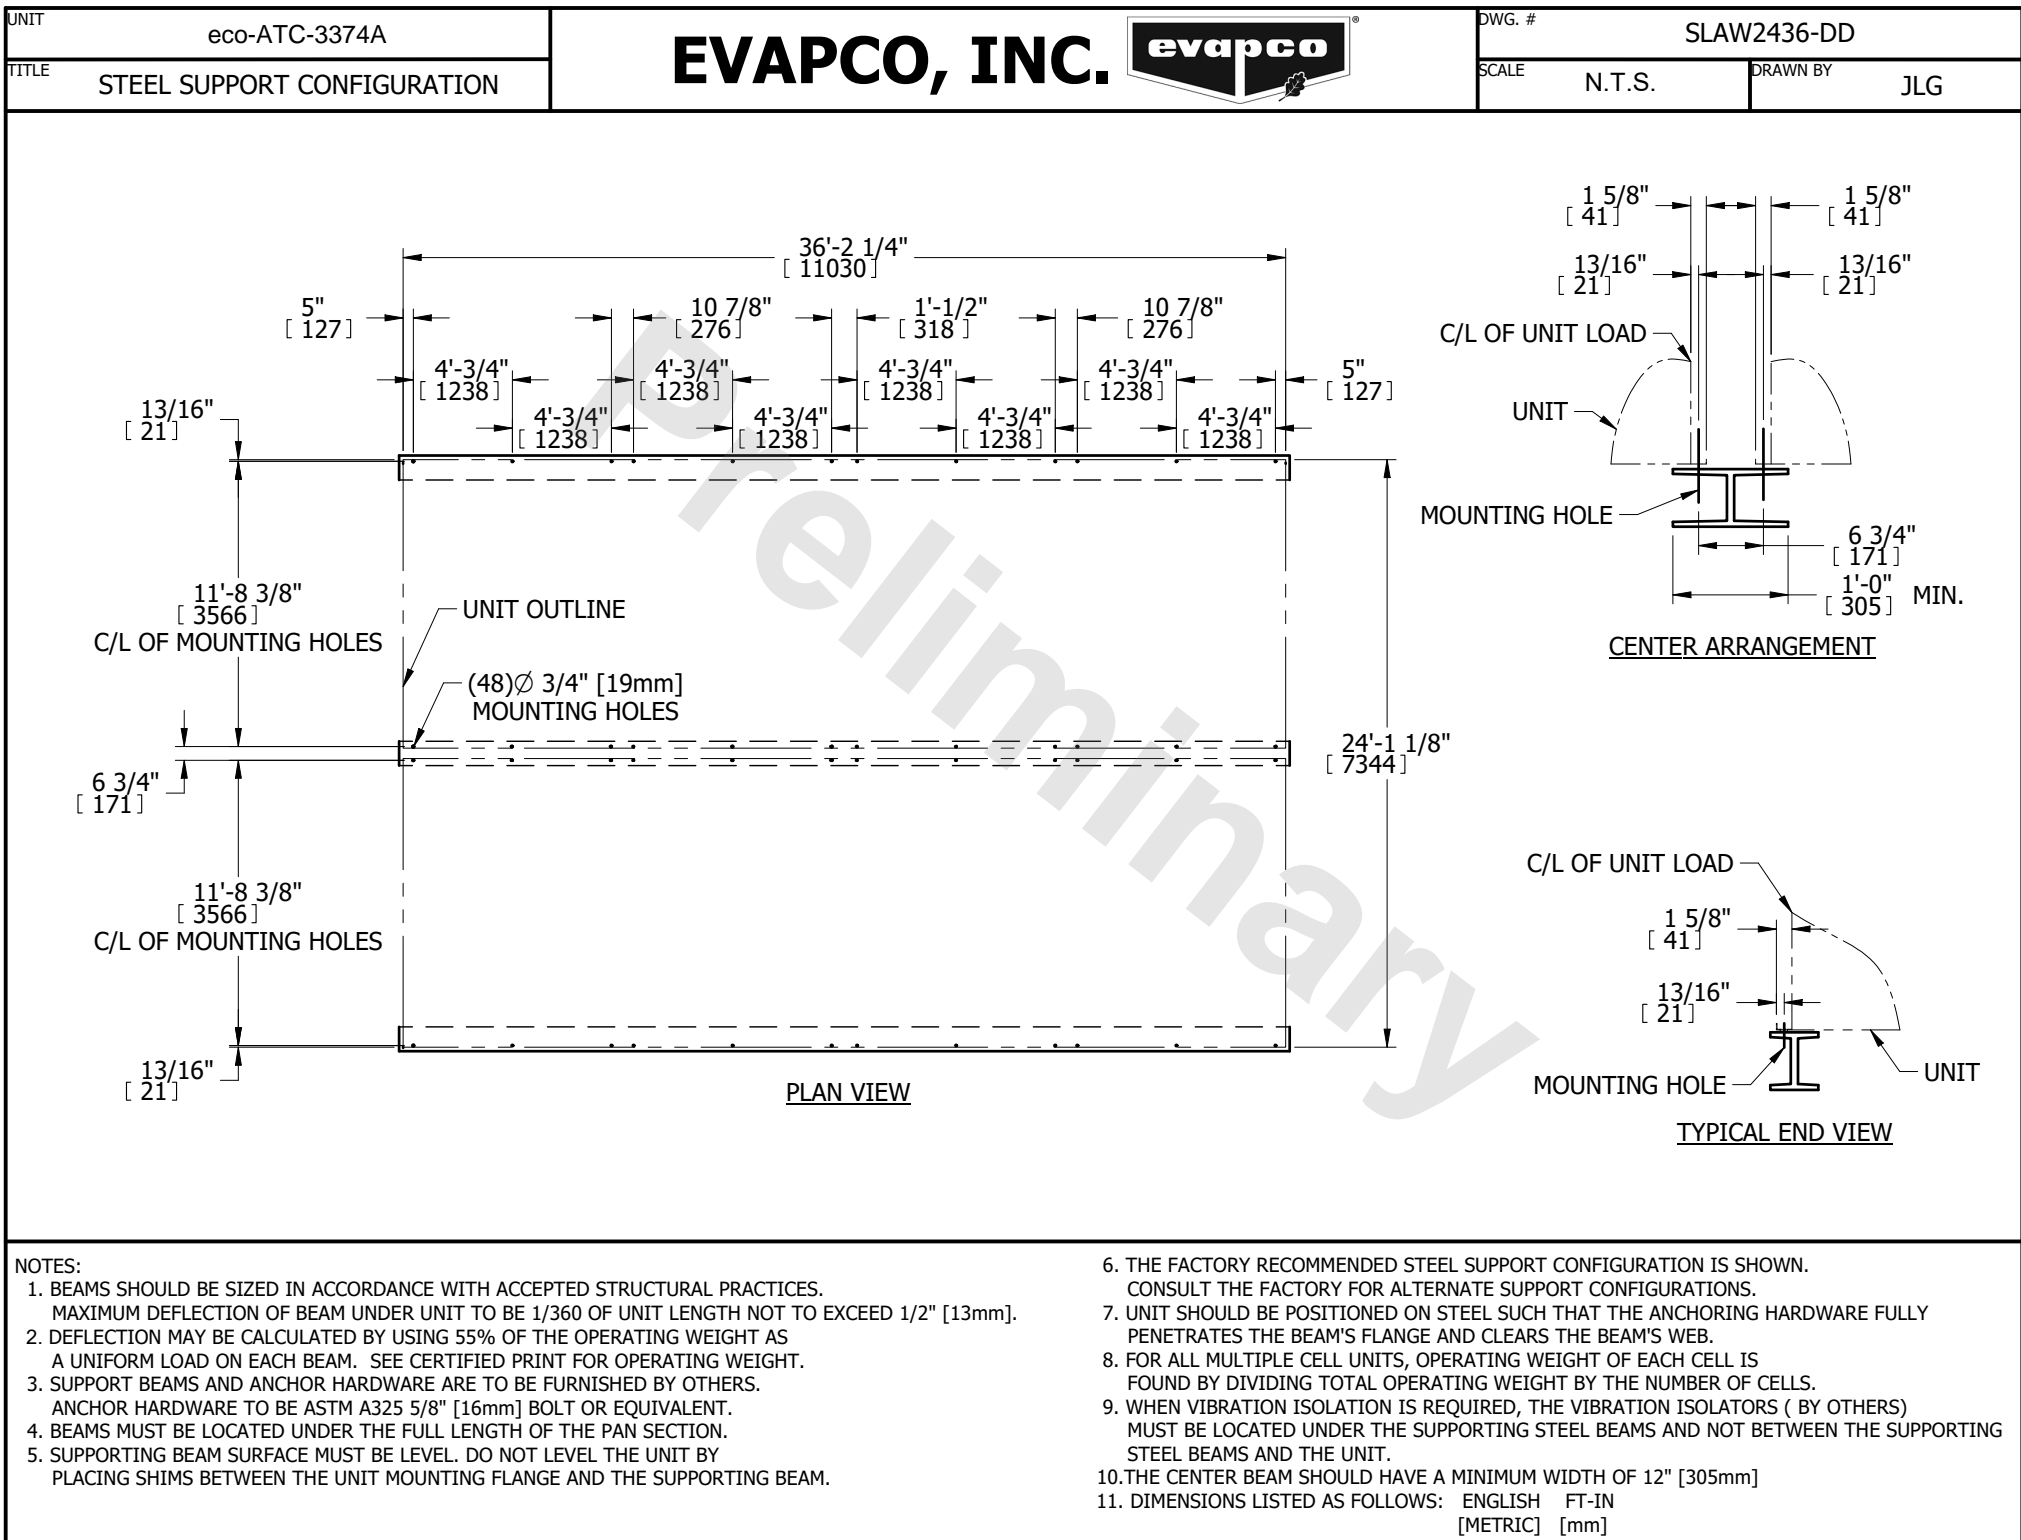 UNIT
eco-ATC-3374A
TITLE
STEEL SUPPORT CONFIGURATION
EVAPCO, INC.
evapco
®
DWG. #
SLAW2436-DD
SCALE
N.T.S.
DRAWN BY
JLG
36'-2 1/4"
[ 11030 ]
5"
[ 127 ]
10 7/8"
[ 276 ]
1'-1/2"
[ 318 ]
10 7/8"
[ 276 ]
4'-3/4"
[ 1238 ]
4'-3/4"
[ 1238 ]
4'-3/4"
[ 1238 ]
4'-3/4"
[ 1238 ]
5"
[ 127 ]
4'-3/4"
[ 1238 ]
4'-3/4"
[ 1238 ]
4'-3/4"
[ 1238 ]
4'-3/4"
[ 1238 ]
13/16"
[ 21 ]
11'-8 3/8"
[ 3566 ]
C/L OF MOUNTING HOLES
UNIT OUTLINE
(48)Ø 3/4" [19mm]
MOUNTING HOLES
6 3/4"
[ 171 ]
24'-1 1/8"
[ 7344 ]
11'-8 3/8"
[ 3566 ]
C/L OF MOUNTING HOLES
13/16"
[ 21 ]
PLAN VIEW
Preliminary
1 5/8"
[ 41 ]
1 5/8"
[ 41 ]
13/16"
[ 21 ]
13/16"
[ 21 ]
C/L OF UNIT LOAD
UNIT
MOUNTING HOLE
6 3/4"
[ 171 ]
1'-0"
[ 305 ] MIN.
CENTER ARRANGEMENT
C/L OF UNIT LOAD
1 5/8"
[ 41 ]
13/16"
[ 21 ]
MOUNTING HOLE
UNIT
TYPICAL END VIEW
NOTES:
1. BEAMS SHOULD BE SIZED IN ACCORDANCE WITH ACCEPTED STRUCTURAL PRACTICES.
MAXIMUM DEFLECTION OF BEAM UNDER UNIT TO BE 1/360 OF UNIT LENGTH NOT TO EXCEED 1/2" [13mm].
2. DEFLECTION MAY BE CALCULATED BY USING 55% OF THE OPERATING WEIGHT AS
A UNIFORM LOAD ON EACH BEAM. SEE CERTIFIED PRINT FOR OPERATING WEIGHT.
3. SUPPORT BEAMS AND ANCHOR HARDWARE ARE TO BE FURNISHED BY OTHERS.
ANCHOR HARDWARE TO BE ASTM A325 5/8" [16mm] BOLT OR EQUIVALENT.
4. BEAMS MUST BE LOCATED UNDER THE FULL LENGTH OF THE PAN SECTION.
5. SUPPORTING BEAM SURFACE MUST BE LEVEL. DO NOT LEVEL THE UNIT BY
PLACING SHIMS BETWEEN THE UNIT MOUNTING FLANGE AND THE SUPPORTING BEAM.
6. THE FACTORY RECOMMENDED STEEL SUPPORT CONFIGURATION IS SHOWN.
CONSULT THE FACTORY FOR ALTERNATE SUPPORT CONFIGURATIONS.
7. UNIT SHOULD BE POSITIONED ON STEEL SUCH THAT THE ANCHORING HARDWARE FULLY
PENETRATES THE BEAM'S FLANGE AND CLEARS THE BEAM'S WEB.
8. FOR ALL MULTIPLE CELL UNITS, OPERATING WEIGHT OF EACH CELL IS
FOUND BY DIVIDING TOTAL OPERATING WEIGHT BY THE NUMBER OF CELLS.
9. WHEN VIBRATION ISOLATION IS REQUIRED, THE VIBRATION ISOLATORS ( BY OTHERS)
MUST BE LOCATED UNDER THE SUPPORTING STEEL BEAMS AND NOT BETWEEN THE SUPPORTING
STEEL BEAMS AND THE UNIT.
10.THE CENTER BEAM SHOULD HAVE A MINIMUM WIDTH OF 12" [305mm]
11. DIMENSIONS LISTED AS FOLLOWS: ENGLISH FT-IN
[METRIC] [mm]